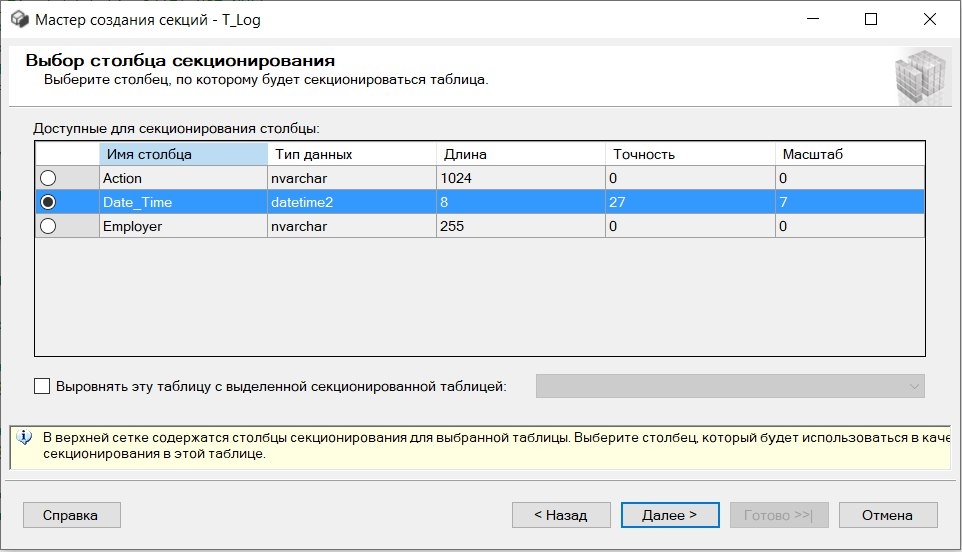 Мастер создания секций - T_Log
Выбор столбца секционирования
Выберите столбец, по которому будет секционироваться таблица.
Доступные для секционирования столбцы:
Имя столбца Тип данных Длина Точность Масштаб
Action nvarchar 1024 0 0
Date_Time datetime2 8 27 7
Employer nvarchar 255 0 0
Выровнять эту таблицу с выделенной секционированной таблицей:
В верхней сетке содержатся столбцы секционирования для выбранной таблицы. Выберите столбец, который будет использоваться в каче
секционирования в этой таблице.
Справка < Назад Далее > Готово >>| Отмена